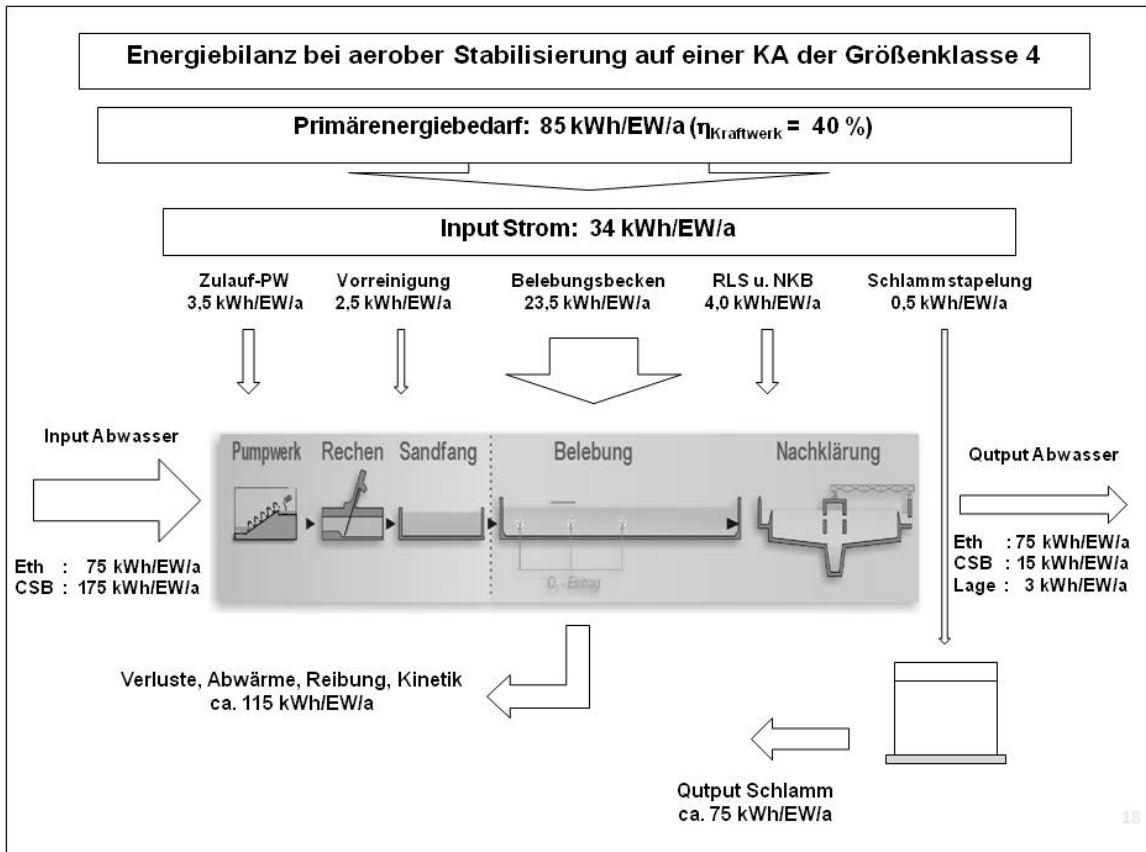 Energiebilanz bei aerober Stabilisierung auf einer KA der Größenklasse 4
Primärenergiebedarf: 85 kWh/EW/a (ηKraftwerk = 40 %)
Input Strom: 34 kWh/EW/a
Zulauf-PW
3,5 kWh/EW/a
Vorreinigung
2,5 kWh/EW/a
Belebungsbecken
23,5 kWh/EW/a
RLS u. NKB
4,0 kWh/EW/a
Schlammstapelung
0,5 kWh/EW/a
Input Abwasser
Eth : 75 kWh/EW/a
CSB : 175 kWh/EW/a
Pumpwerk
Rechen
Sandfang
Belebung
Nachklärung
O2 - Eintrag
Qutput Abwasser
Eth : 75 kWh/EW/a
CSB : 15 kWh/EW/a
Lage : 3 kWh/EW/a
Verluste, Abwärme, Reibung, Kinetik
ca. 115 kWh/EW/a
Qutput Schlamm
ca. 75 kWh/EW/a
18